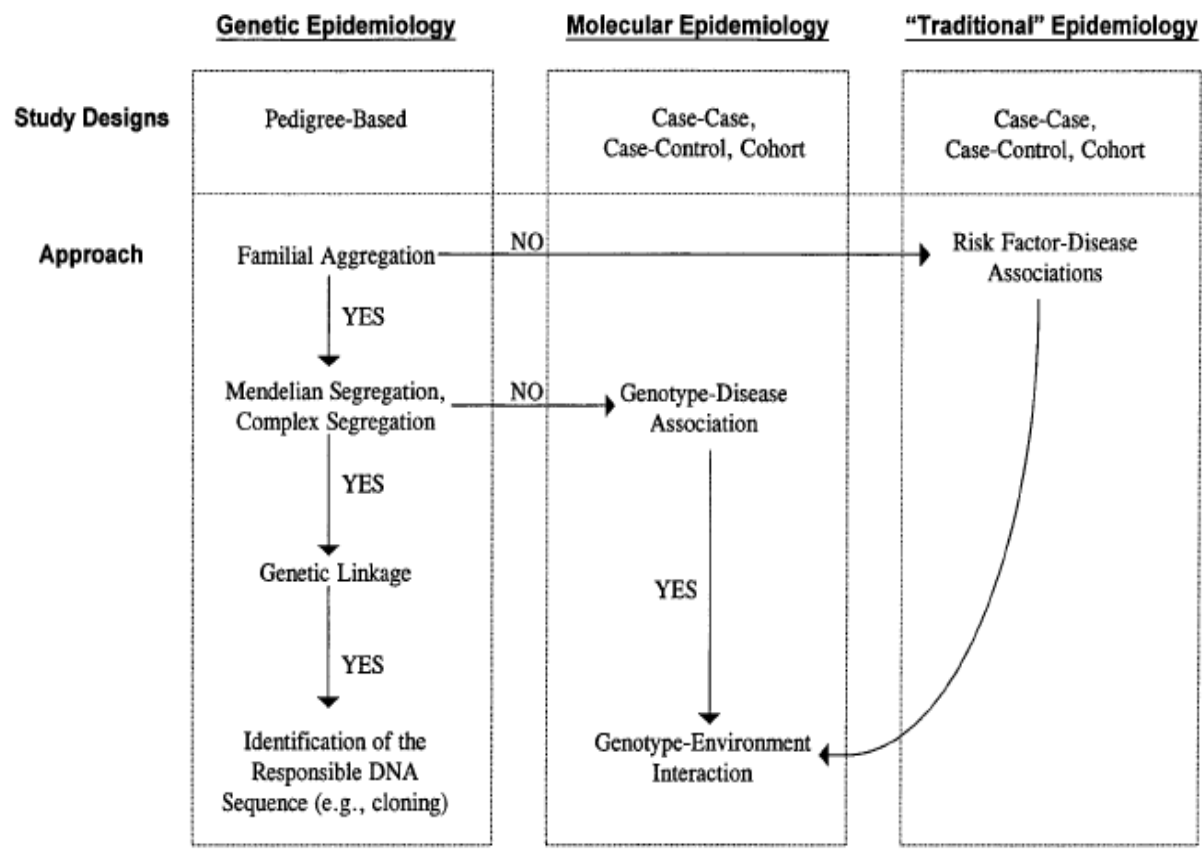 Genetic Epidemiology
Molecular Epidemiology
“Traditional” Epidemiology
Study Designs
Pedigree-Based
Case-Case,
Case-Control, Cohort
Case-Case,
Case-Control, Cohort
Approach
Familial Aggregation
NO
Risk Factor-Disease
Associations
YES
Mendelian Segregation,
Complex Segregation
NO
Genotype-Disease
Association
YES
Genetic Linkage
YES
YES
Identification of the
Responsible DNA
Sequence (e.g., cloning)
Genotype-Environment
Interaction